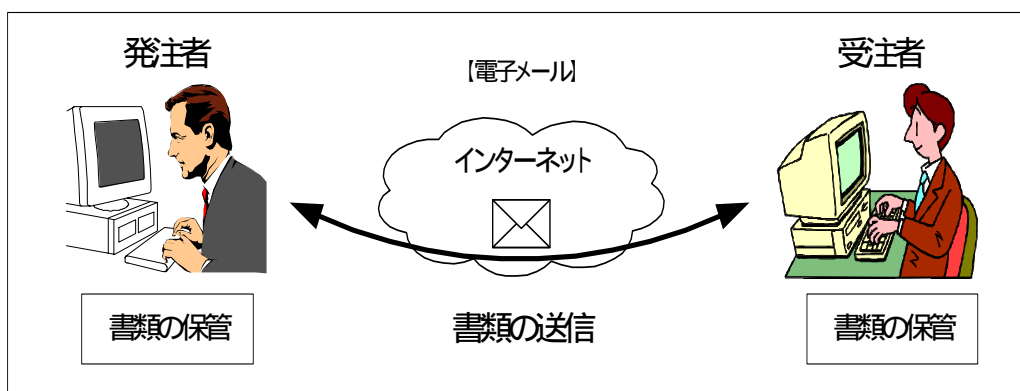 発注者
【電子メール】
受注者
インターネット
書類の保管
書類の送信
書類の保管